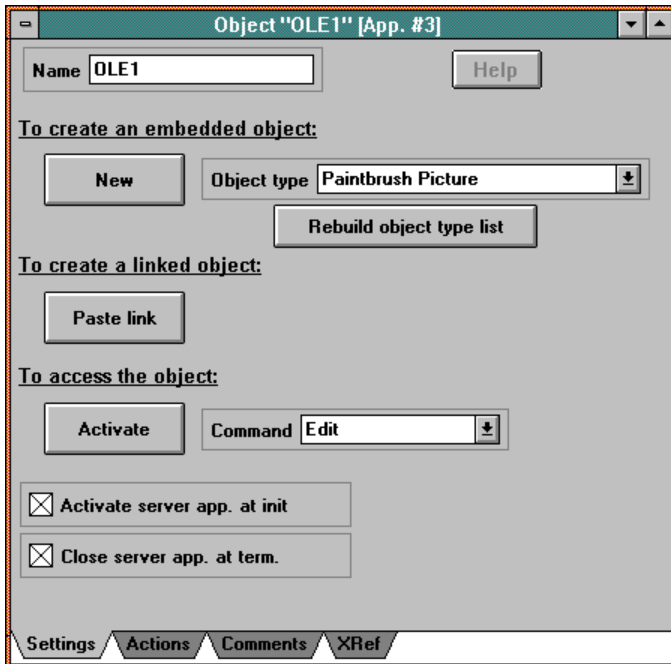 Object "OLE1" [App. #3]
Name OLE1
Help
To create an embedded object:
New
Object type Paintbrush Picture
Rebuild object type list
To create a linked object:
Paste link
To access the object:
Activate
Command Edit
Activate server app. at init
Close server app. at term.
Settings Actions Comments XRef